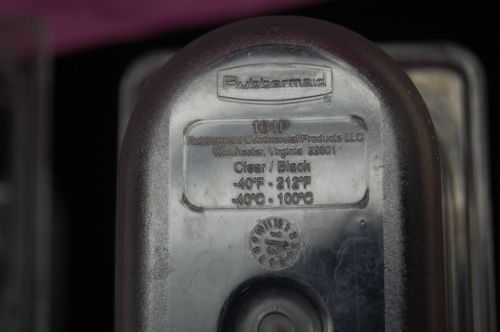 Rubbermaid
®
101P
Rubbermaid Commercial Products LLC
Winchester, Virginia 22601
Clear / Black
-40°F - 212°F
-40°C - 100°C